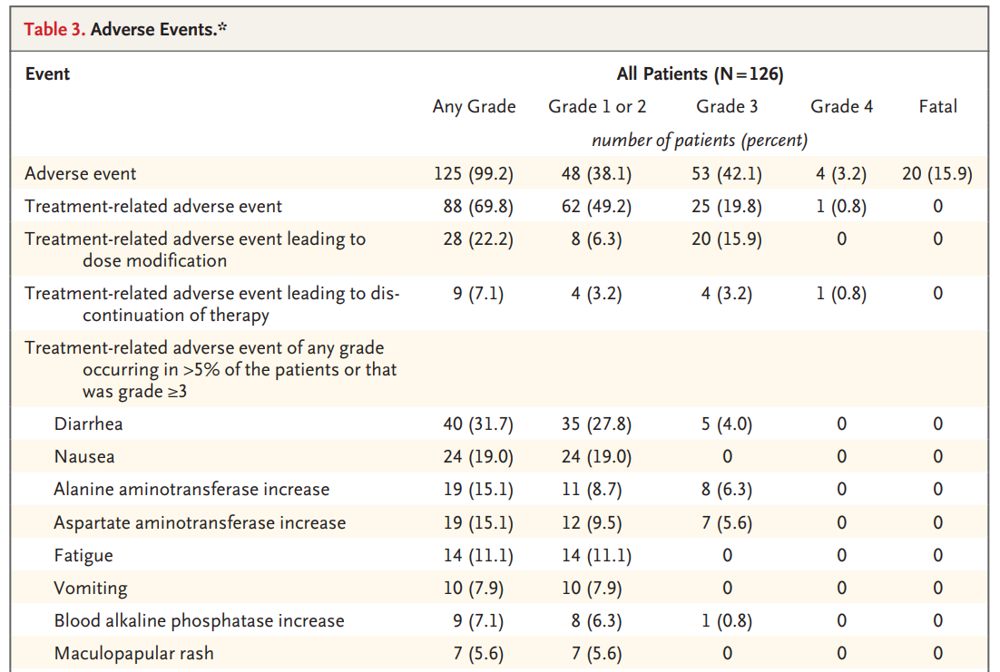 Table 3. Adverse Events.*
Event All Patients (N=126)
Any Grade Grade 1 or 2 Grade 3 Grade 4 Fatal
number of patients (percent)
Adverse event 125 (99.2) 48 (38.1) 53 (42.1) 4 (3.2) 20 (15.9)
Treatment-related adverse event 88 (69.8) 62 (49.2) 25 (19.8) 1 (0.8) 0
Treatment-related adverse event leading to 28 (22.2) 8 (6.3) 20 (15.9) 0 0
dose modification
Treatment-related adverse event leading to dis- 9 (7.1) 4 (3.2) 4 (3.2) 1 (0.8) 0
continuation of therapy
Treatment-related adverse event of any grade
occurring in >5% of the patients or that
was grade ≥3
Diarrhea 40 (31.7) 35 (27.8) 5 (4.0) 0 0
Nausea 24 (19.0) 24 (19.0) 0 0 0
Alanine aminotransferase increase 19 (15.1) 11 (8.7) 8 (6.3) 0 0
Aspartate aminotransferase increase 19 (15.1) 12 (9.5) 7 (5.6) 0 0
Fatigue 14 (11.1) 14 (11.1) 0 0 0
Vomiting 10 (7.9) 10 (7.9) 0 0 0
Blood alkaline phosphatase increase 9 (7.1) 8 (6.3) 1 (0.8) 0 0
Maculopapular rash 7 (5.6) 7 (5.6) 0 0 0